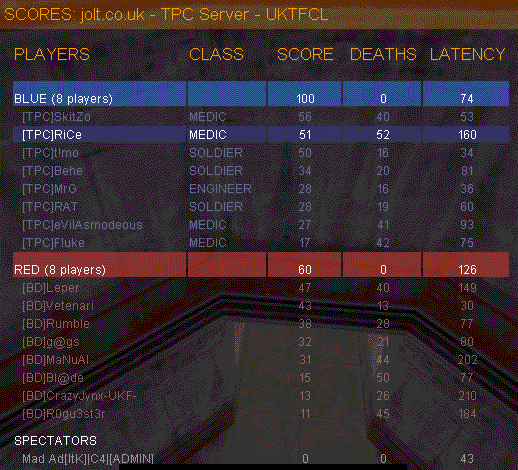 SCORES: jolt.co.uk - TPC Server - UKTFCL
PLAYERS CLASS SCORE DEATHS LATENCY
BLUE (8 players) 100 0 74
[TPC]SkitZo MEDIC 56 40 53
[TPC]RiCe MEDIC 51 52 160
[TPC]t!mo SOLDIER 50 16 34
[TPC]Behe SOLDIER 34 20 81
[TPC]MrG ENGINEER 28 16 36
[TPC]RAT SOLDIER 28 19 60
[TPC]eVilAsmodeous MEDIC 27 41 93
[TPC]Fluke MEDIC 17 42 75
RED (8 players) 60 0 126
[BD]Leper 47 40 149
[BD]Vetenari 43 13 30
[BD]Rumble 38 28 77
[BD]g@gs 32 21 80
[BD]MaNuAl 31 44 202
[BD]Bl@de 15 50 77
[BD]CrazyJynx-UKF- 13 26 210
[BD]R0gu3st3r 11 45 184
SPECTATORS
Mad Ad[ItK]|C4|[ADMIN] 0 0 43